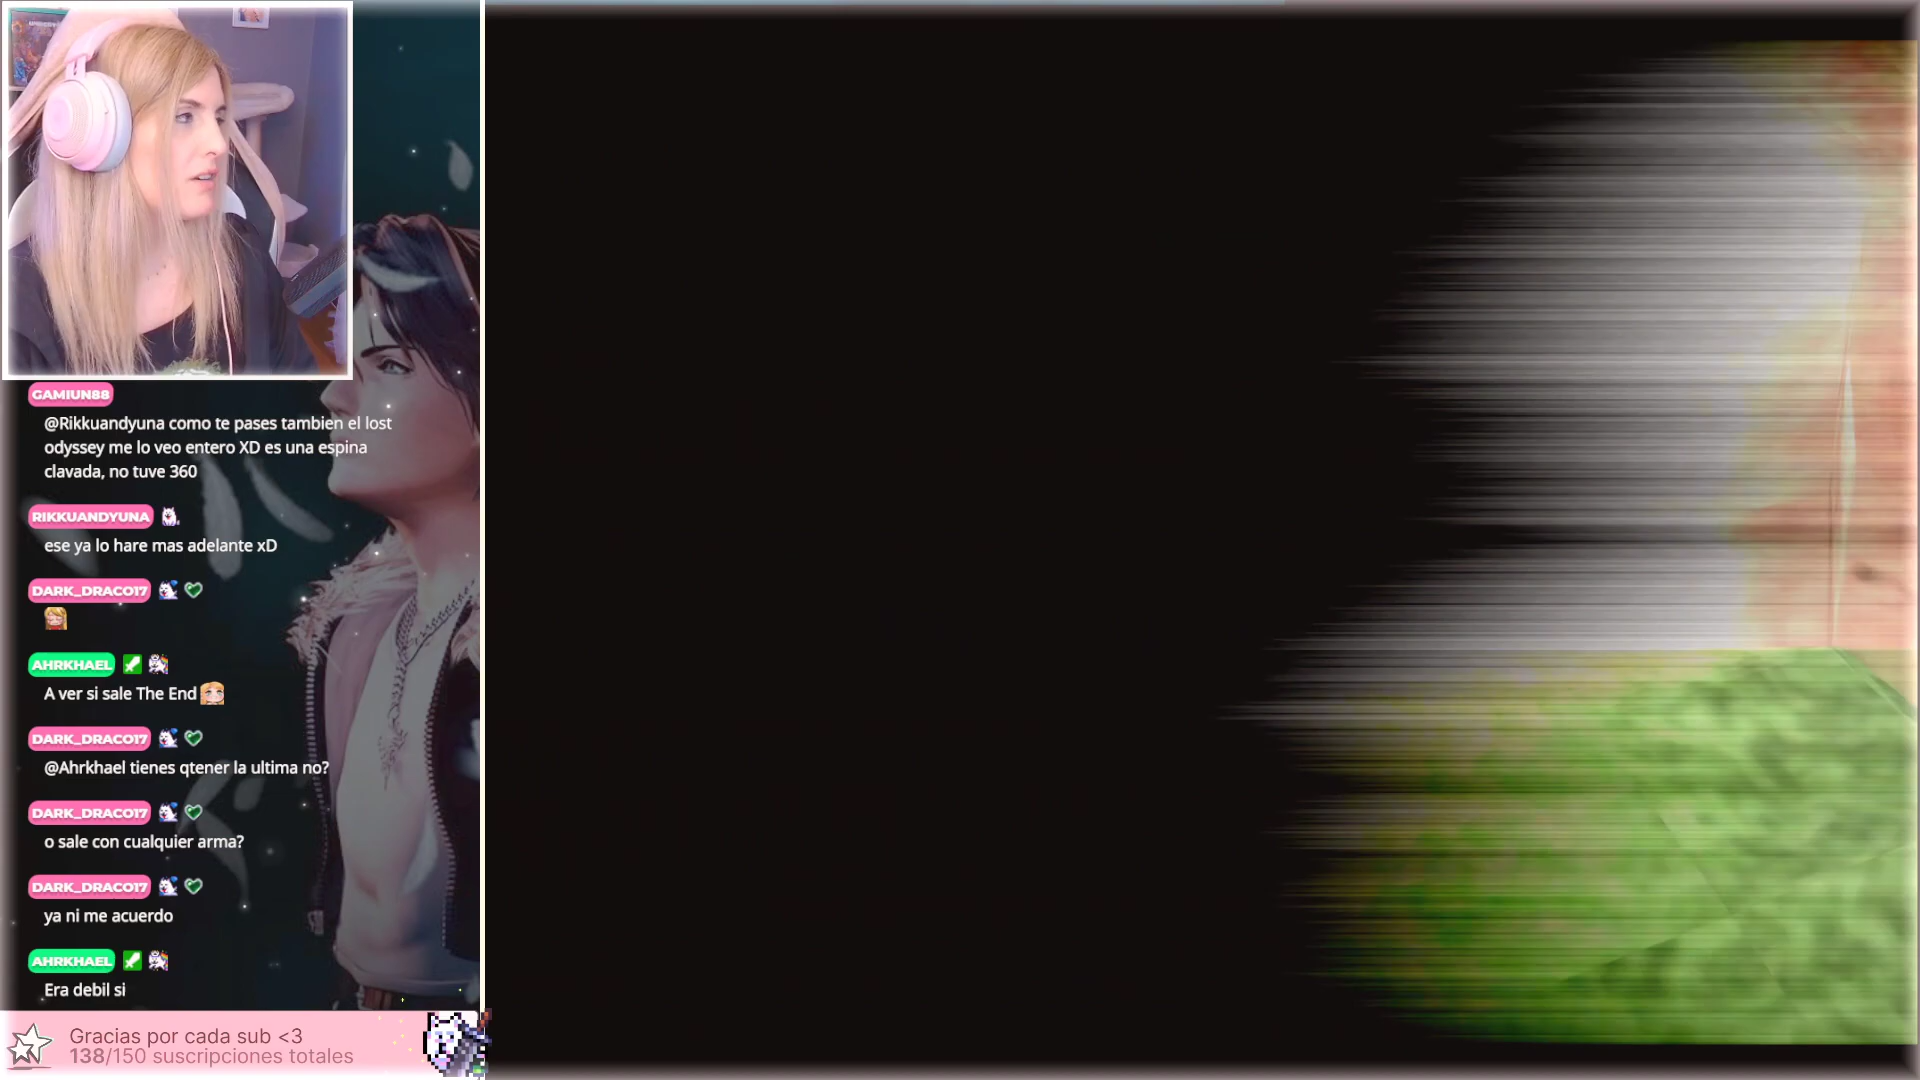 GAMIUN88
@Rikkuandyuna como te pases tambien el lost
odyssey me lo veo entero XD es una espina
clavada, no tuve 360
RIKKUANDYUNA
ese ya lo hare mas adelante xD
DARK_DRACO17
AHRKHAEL
A ver si sale The End
DARK_DRACO17
@Ahrkhael tienes qtener la ultima no?
DARK_DRACO17
o sale con cualquier arma?
DARK_DRACO17
ya ni me acuerdo
AHRKHAEL
Era debil si
Gracias por cada sub <3
138/150 suscripciones totales